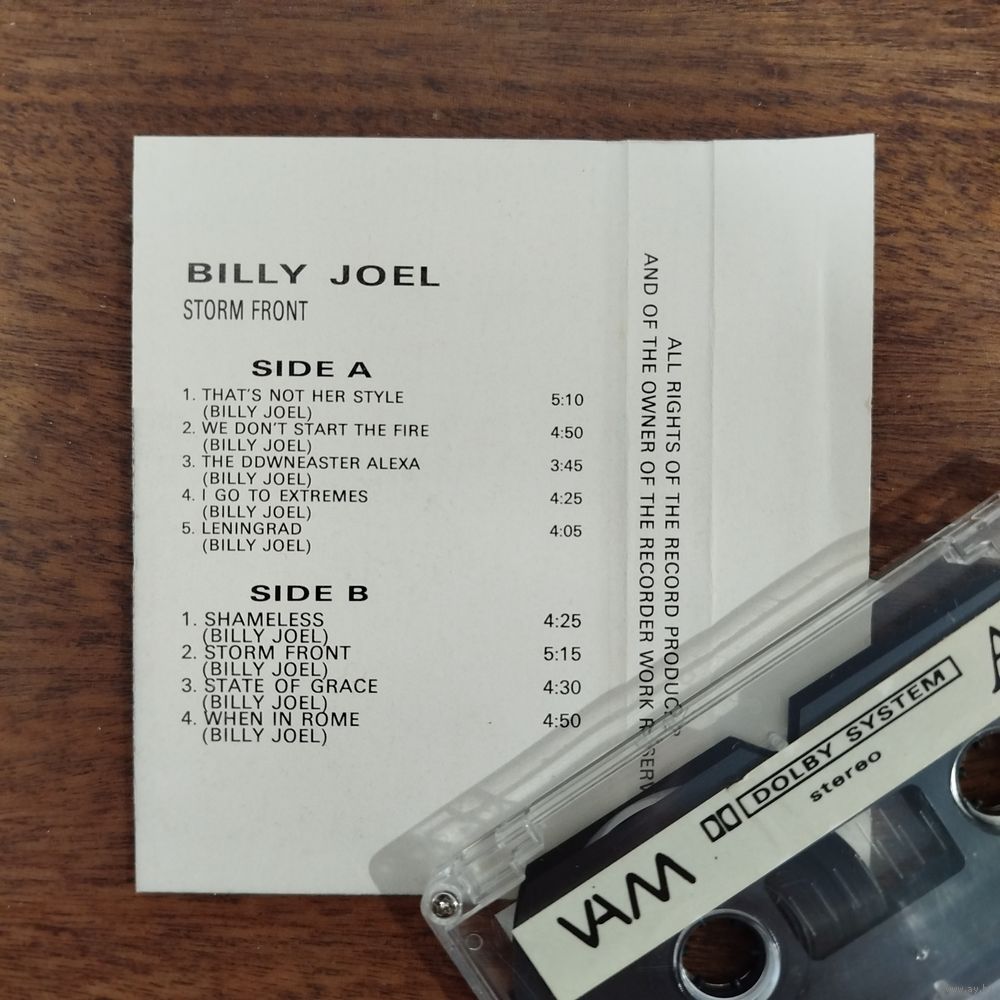 BILLY JOEL
STORM FRONT
SIDE A
1. THAT'S NOT HER STYLE 5:10
(BILLY JOEL)
2. WE DON'T START THE FIRE 4:50
(BILLY JOEL)
3. THE DDWNEASTER ALEXA 3:45
(BILLY JOEL)
4. I GO TO EXTREMES 4:25
(BILLY JOEL)
5. LENINGRAD 4:05
(BILLY JOEL)
SIDE B
1. SHAMELESS 4:25
(BILLY JOEL)
2. STORM FRONT 5:15
(BILLY JOEL)
3. STATE OF GRACE 4:30
(BILLY JOEL)
4. WHEN IN ROME 4:50
(BILLY JOEL)
ALL RIGHTS OF THE RECORD PRODUCER
AND OF THE OWNER OF THE RECORDER WORK RESERV
VAM
DOLBY SYSTEM
stereo
A